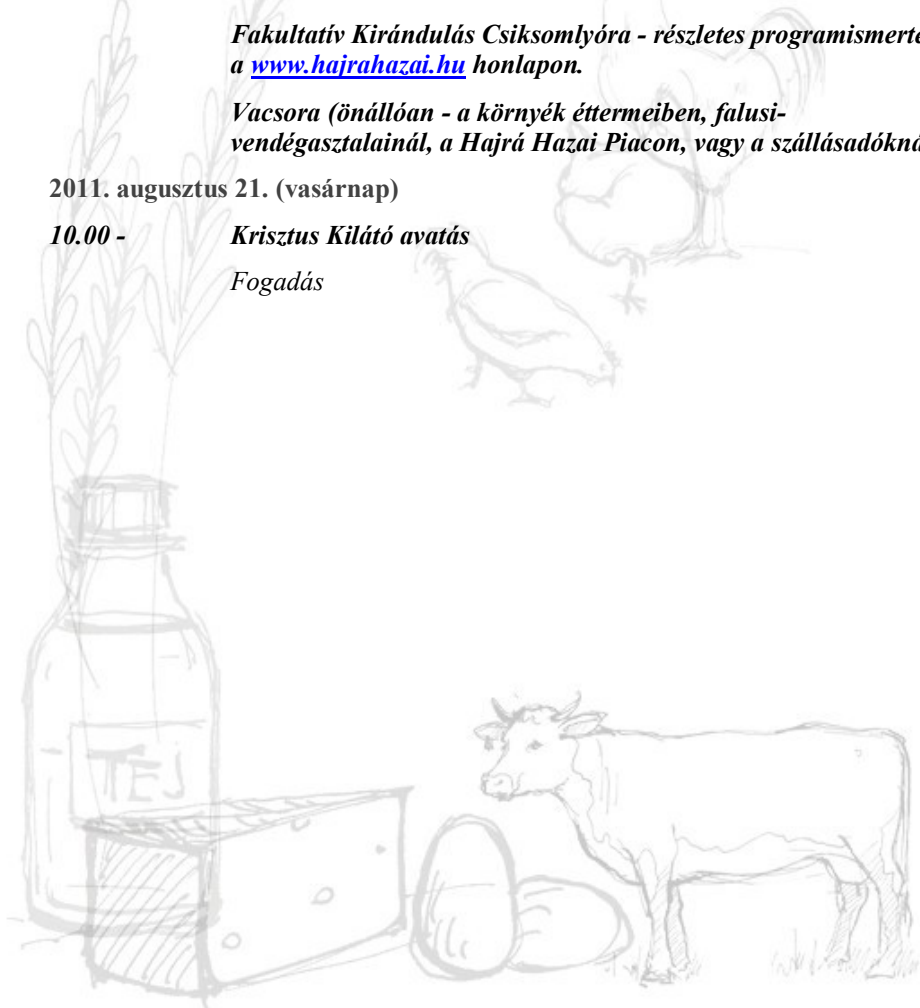 Fakultatív Kirándulás Csiksomlyóra - részletes programismerte
a www.hajrahazai.hu honlapon.
Vacsora (önállóan - a környék éttermeiben, falusi-
vendégasztalainál, a Hajrá Hazai Piacon, vagy a szállásadókná
2011. augusztus 21. (vasárnap)
10.00 - Krisztus Kilátó avatás
Fogadás
TEJ